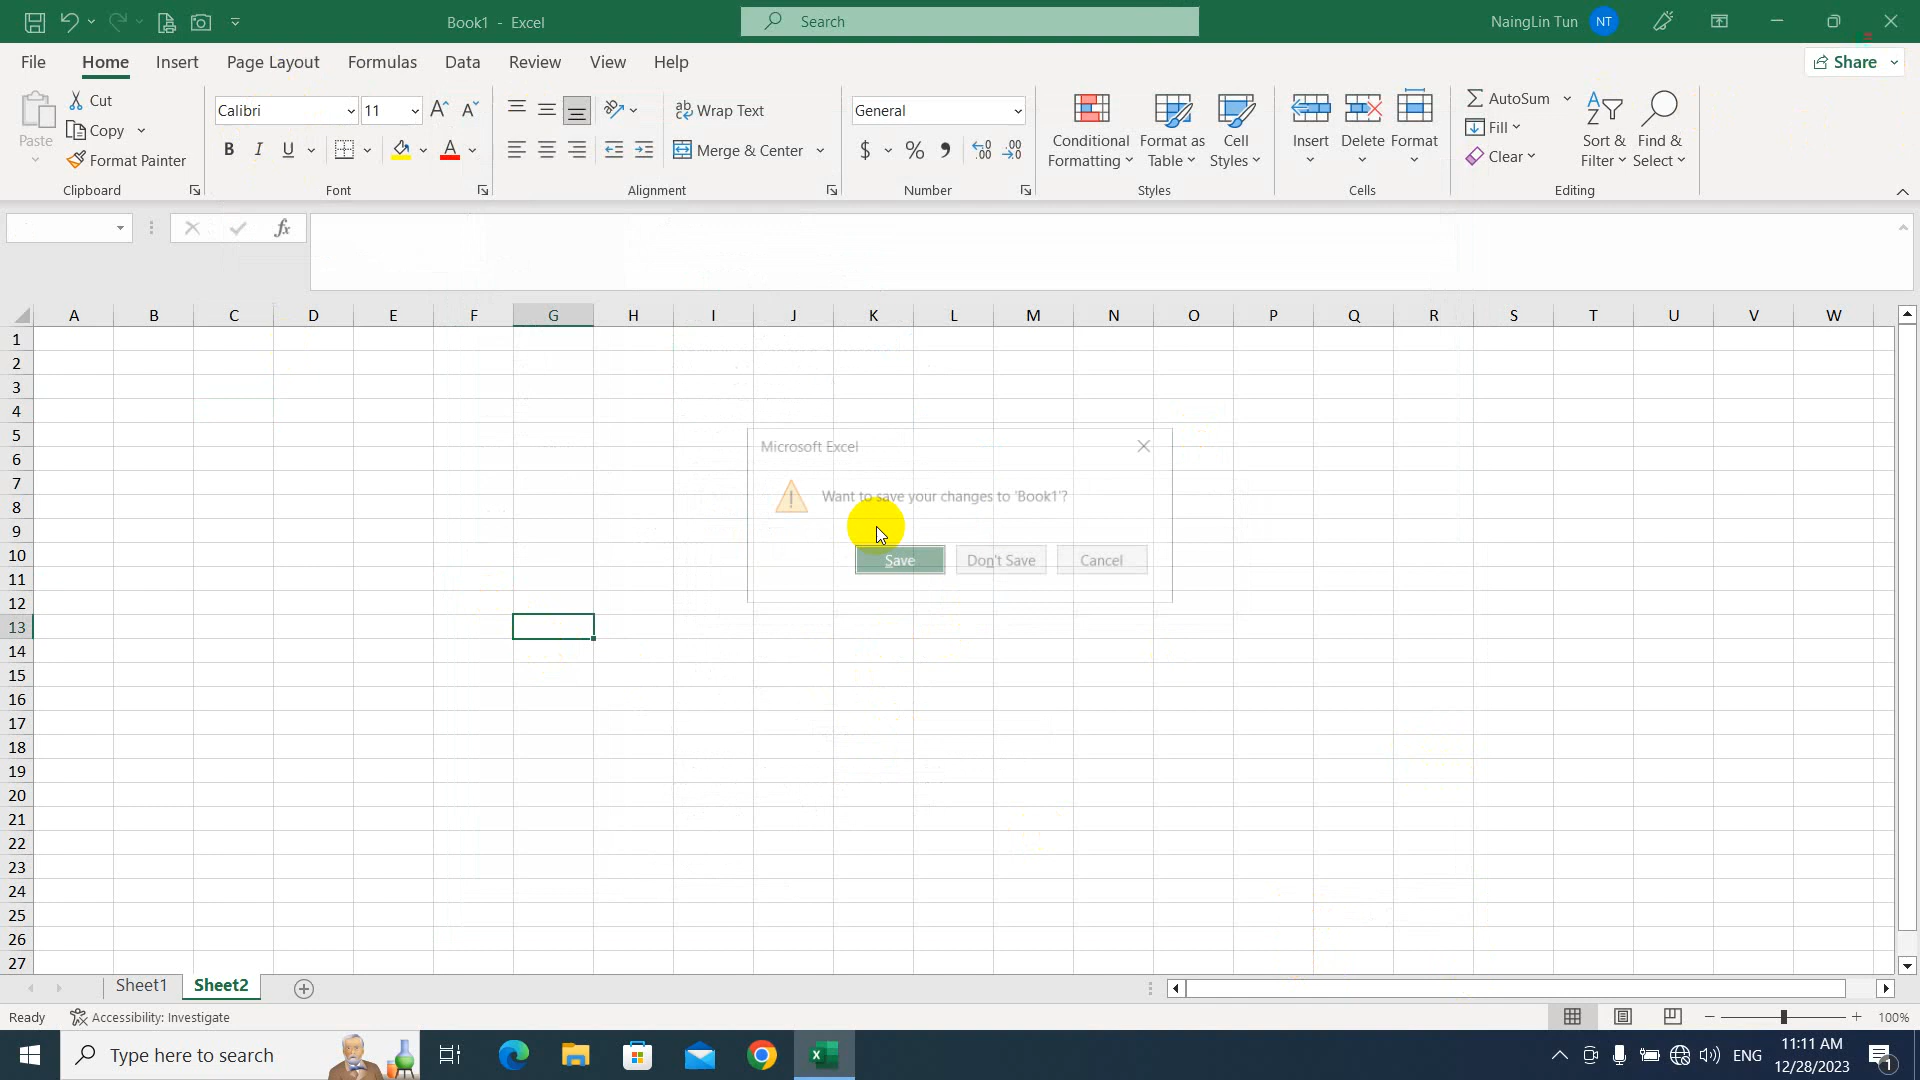 Book1 - Excel
Search
NaingLin Tun NT
File Home Insert Page Layout Formulas Data Review View Help
Share
Paste
Cut
Copy
Format Painter
Clipboard
Calibri 11
B I U
Font
Wrap Text
Merge & Center
Alignment
General
$ % ,
Number
Conditional Formatting
Format as Table
Cell Styles
Styles
Insert Delete Format
Cells
AutoSum
Fill
Clear
Sort & Filter
Find & Select
Editing
fx
A B C D E F G H I J K L M N O P Q R S T U V W
1
2
3
4
5
6
7
8
9
10
11
12
13
14
15
16
17
18
19
20
21
22
23
24
25
26
27
Microsoft Excel
Want to save your changes to 'Book1'?
Save Don't Save Cancel
Sheet1 Sheet2
Ready Accessibility: Investigate
100%
Type here to search
ENG
11:11 AM
12/28/2023
1